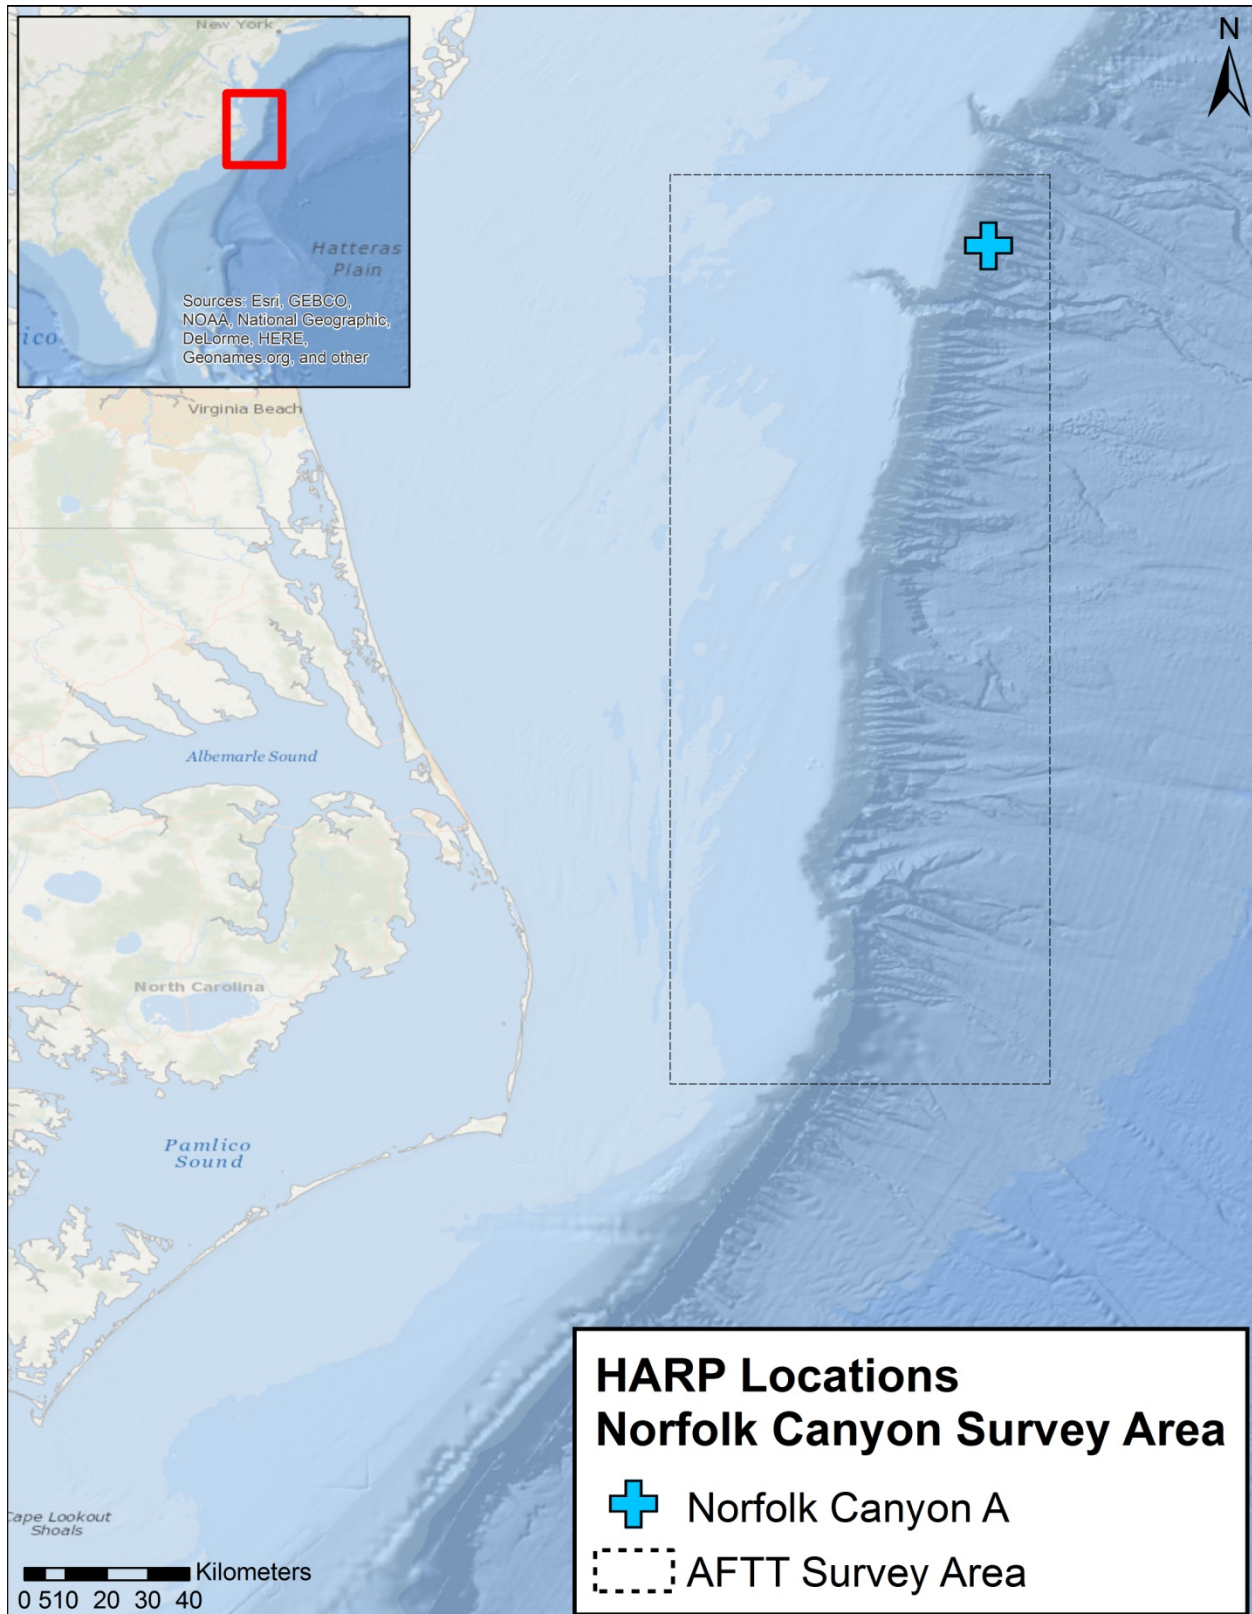 New York
N
Hatteras
Plain
Sources: Esri, GEBCO,
NOAA, National Geographic,
DeLorme, HERE,
Geonames.org, and other
ico
Virginia Beach
Albemarle Sound
North Carolina
Pamlico
Sound
HARP Locations
Norfolk Canyon Survey Area
Norfolk Canyon A
AFTT Survey Area
Cape Lookout
Shoals
Kilometers
0 510 20 30 40